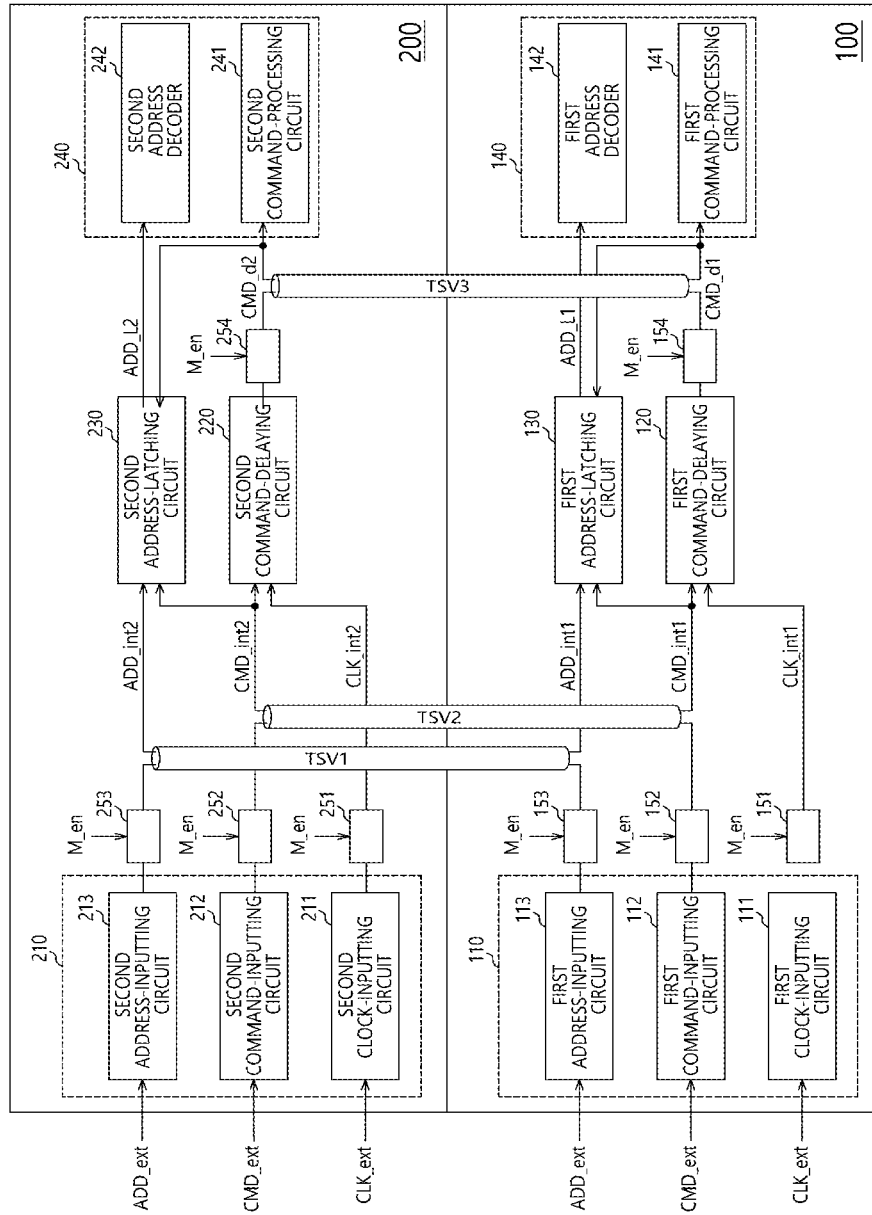 200
ADD_ext
CMD_ext
CLK_ext
210
213
SECOND
ADDRESS-INPUTTING
CIRCUIT
212
SECOND
COMMAND-INPUTTING
CIRCUIT
211
SECOND
CLOCK-INPUTTING
CIRCUIT
M_en
253
M_en
252
M_en
251
ADD_int2
CMD_int2
CLK_int2
230
SECOND
ADDRESS-LATCHING
CIRCUIT
220
SECOND
COMMAND-DELAYING
CIRCUIT
ADD_L2
M_en
254
CMD_d2
240
242
SECOND
ADDRESS
DECODER
241
SECOND
COMMAND-PROCESSING
CIRCUIT
TSV1
TSV2
TSV3
100
ADD_ext
CMD_ext
CLK_ext
110
113
FIRST
ADDRESS-INPUTTING
CIRCUIT
112
FIRST
COMMAND-INPUTTING
CIRCUIT
111
FIRST
CLOCK-INPUTTING
CIRCUIT
M_en
153
M_en
152
M_en
151
ADD_int1
CMD_int1
CLK_int1
130
FIRST
ADDRESS-LATCHING
CIRCUIT
120
FIRST
COMMAND-DELAYING
CIRCUIT
ADD_L1
M_en
154
CMD_d1
140
142
FIRST
ADDRESS
DECODER
141
FIRST
COMMAND-PROCESSING
CIRCUIT